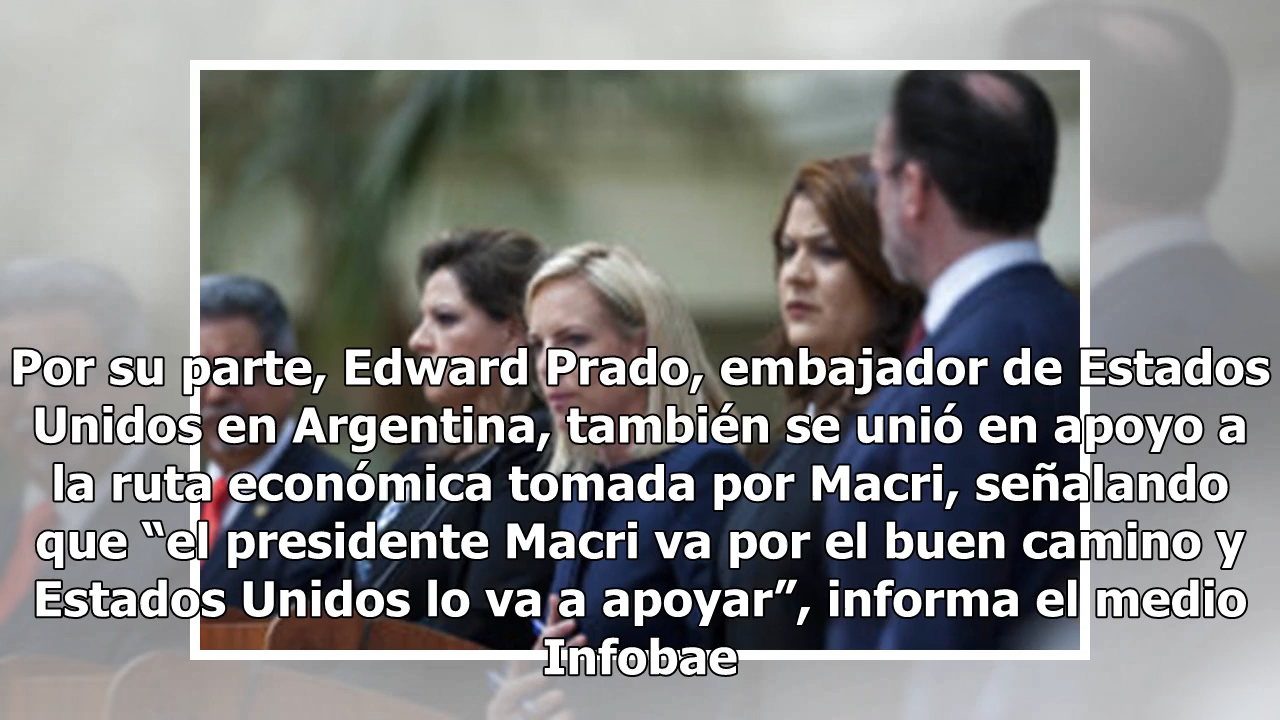 Por su parte, Edward Prado, embajador de Estados
Unidos en Argentina, también se unió en apoyo a
la ruta económica tomada por Macri, señalando
que “el presidente Macri va por el buen camino y
Estados Unidos lo va a apoyar”, informa el medio
Infobae